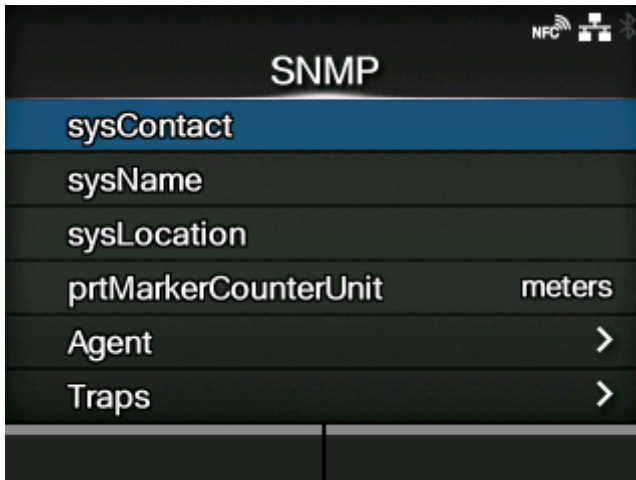 NFC
SNMP
sysContact
sysName
sysLocation
prtMarkerCounterUnit meters
Agent
Traps